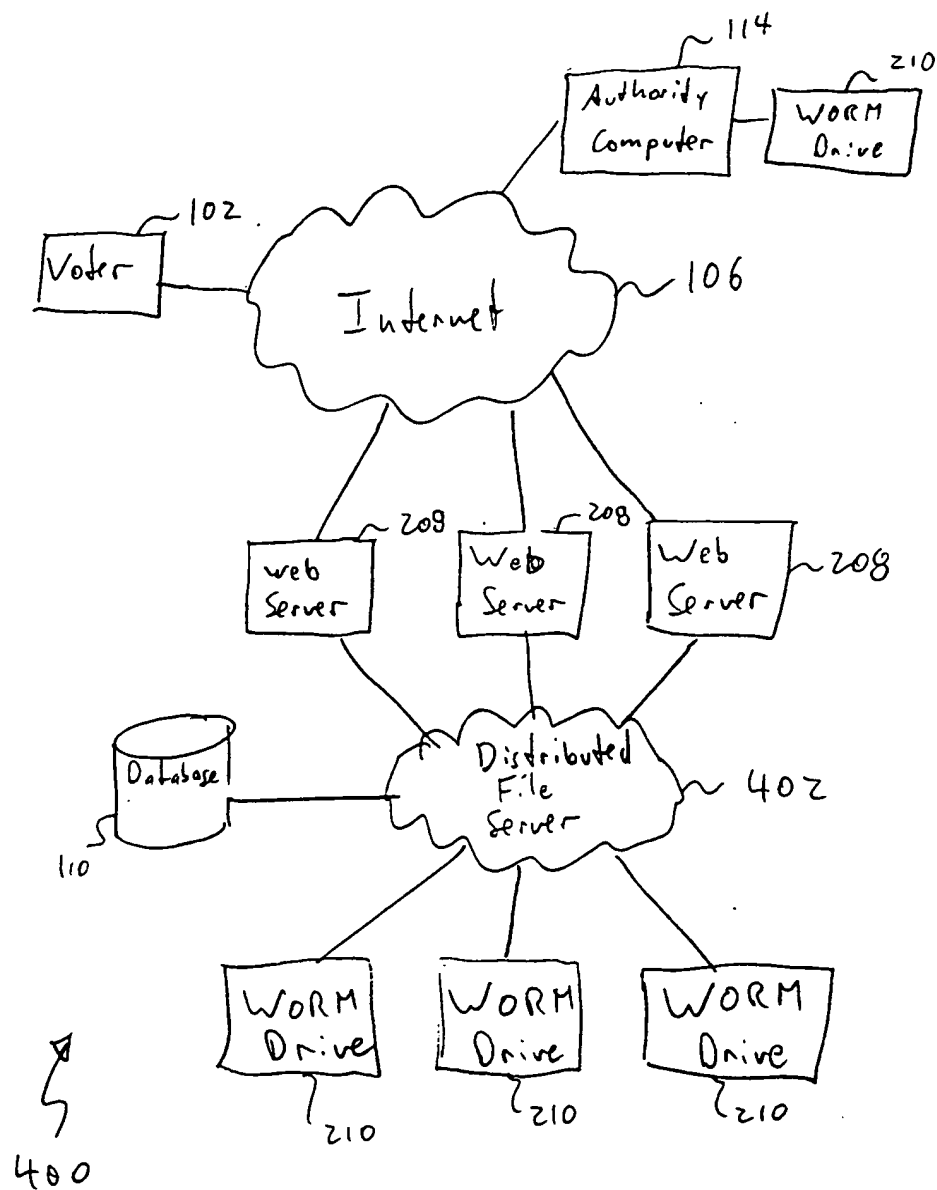 114
210
Authority
Computer
WORM
Drive
102
Voter
106
Internet
208
208
Web
Server
Web
Server
Web
Server
208
Distributed
File
Server
Database
402
110
WORM
Drive
WORM
Drive
WORM
Drive
210
210
210
400